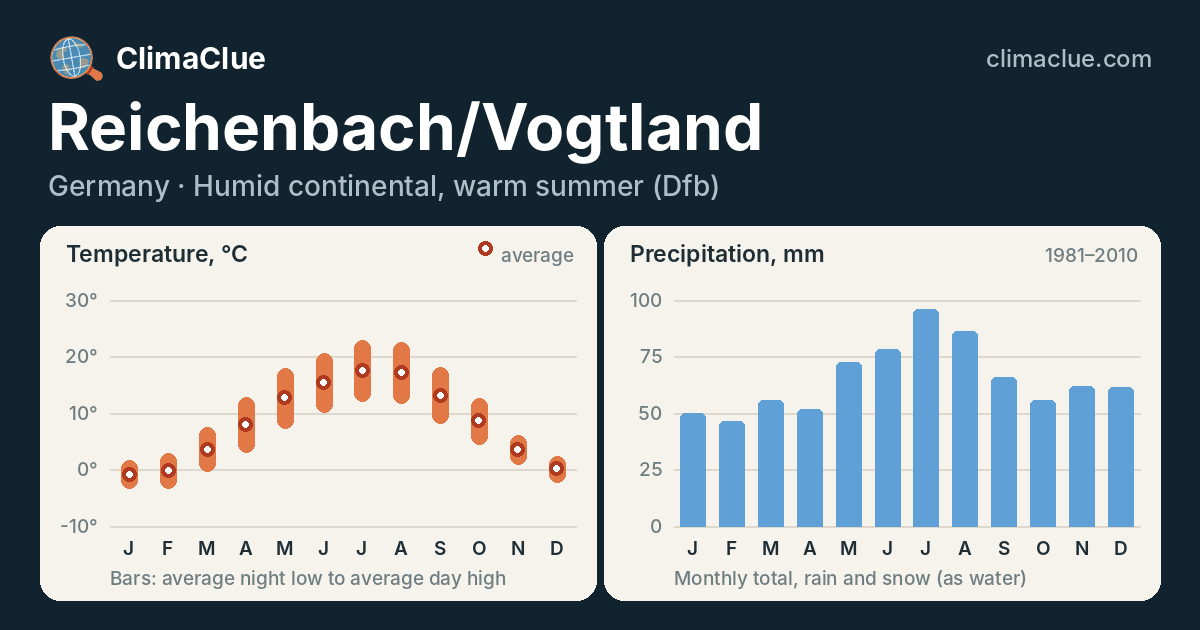 ClimaClue
climaclue.com
Reichenbach/Vogtland
Germany · Humid continental, warm summer (Dfb)
Temperature, °C
average
30°
20°
10°
0°
-10°
J F M A M J J A S O N D
Bars: average night low to average day high
Precipitation, mm
1981–2010
100
75
50
25
0
J F M A M J J A S O N D
Monthly total, rain and snow (as water)